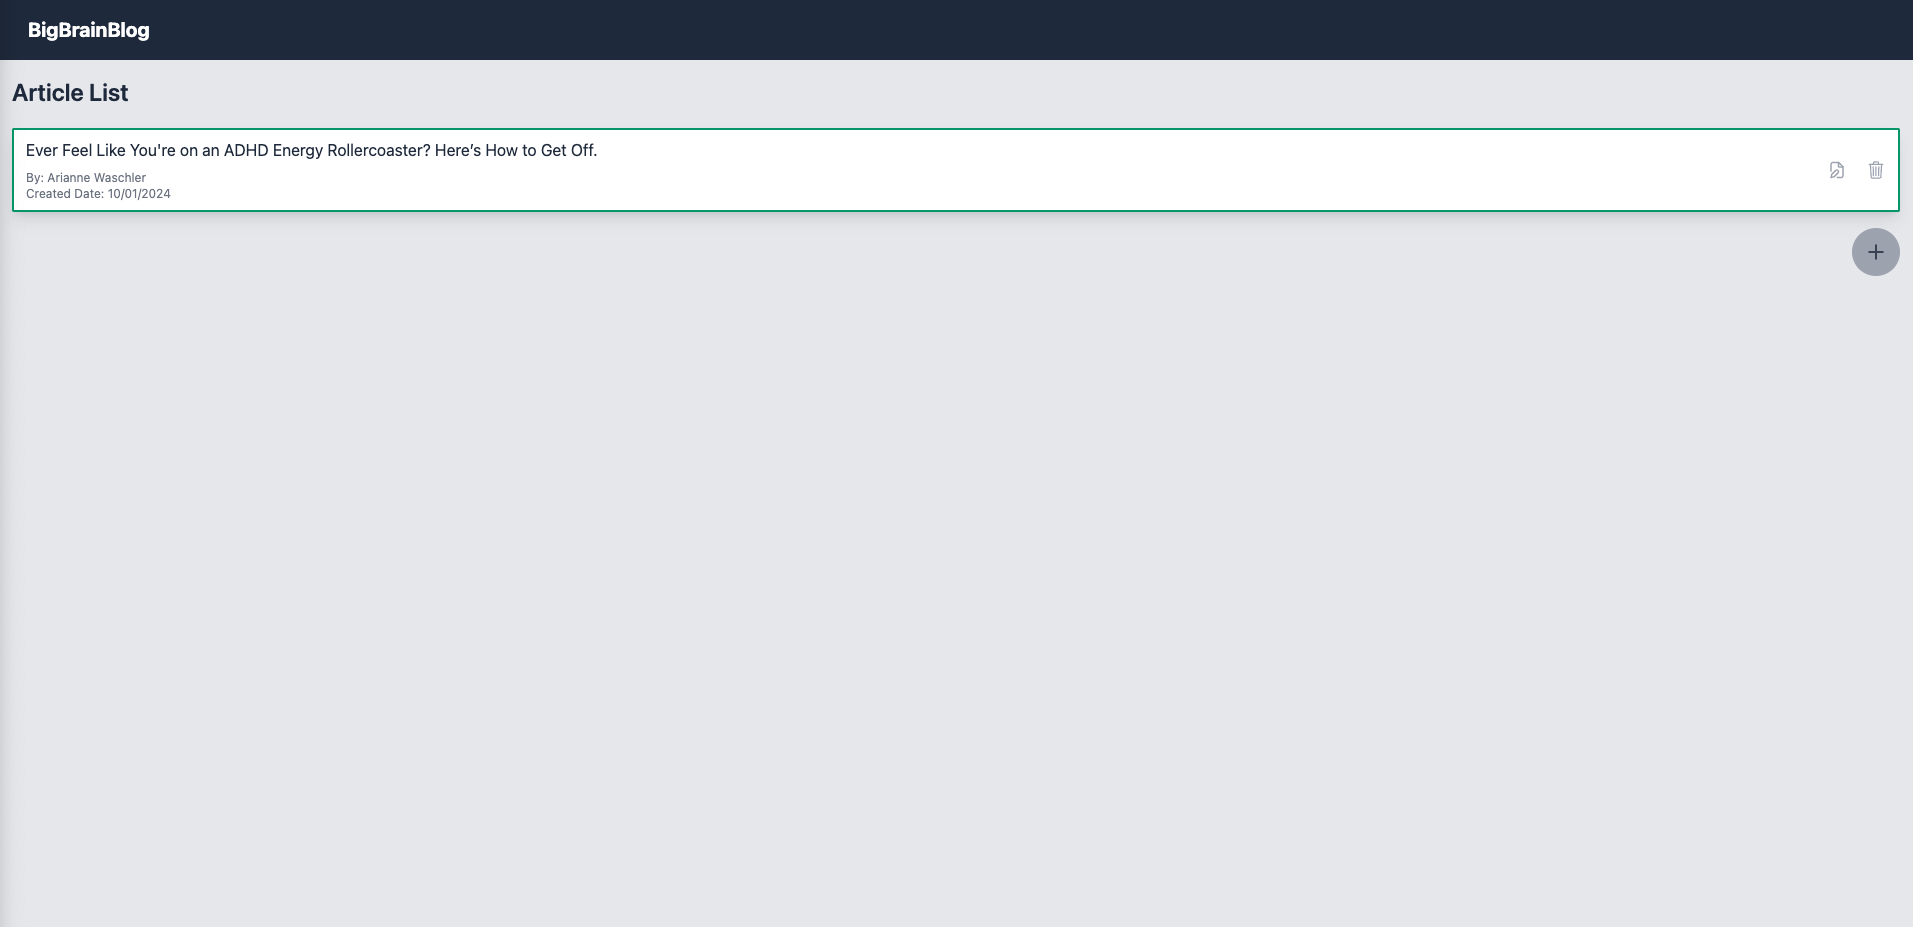 BigBrainBlog
Article List
Ever Feel Like You're on an ADHD Energy Rollercoaster? Here’s How to Get Off.
By: Arianne Waschler
Created Date: 10/01/2024